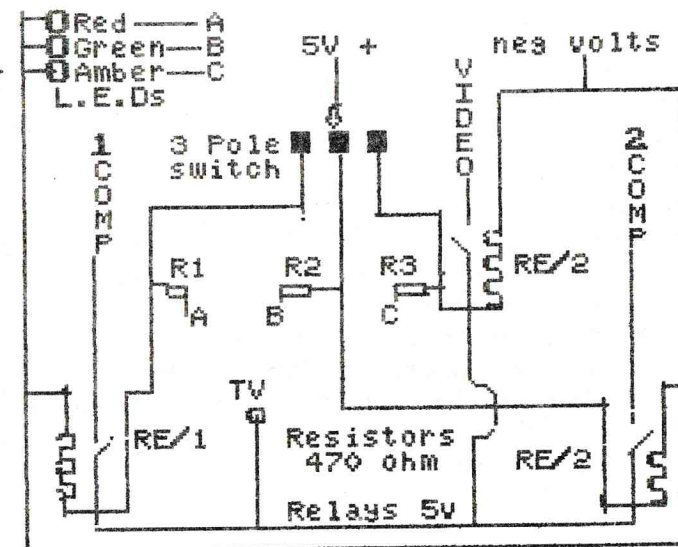 Red A
Green B
Amber C
L.E.Ds
5V +
neg volts
VIDEO
1 COMP
3 Pole
switch
2 COMP
R1
R2
R3
RE/2
A
B
C
TV
RE/1
Resistors
470 ohm
RE/2
Relays 5v